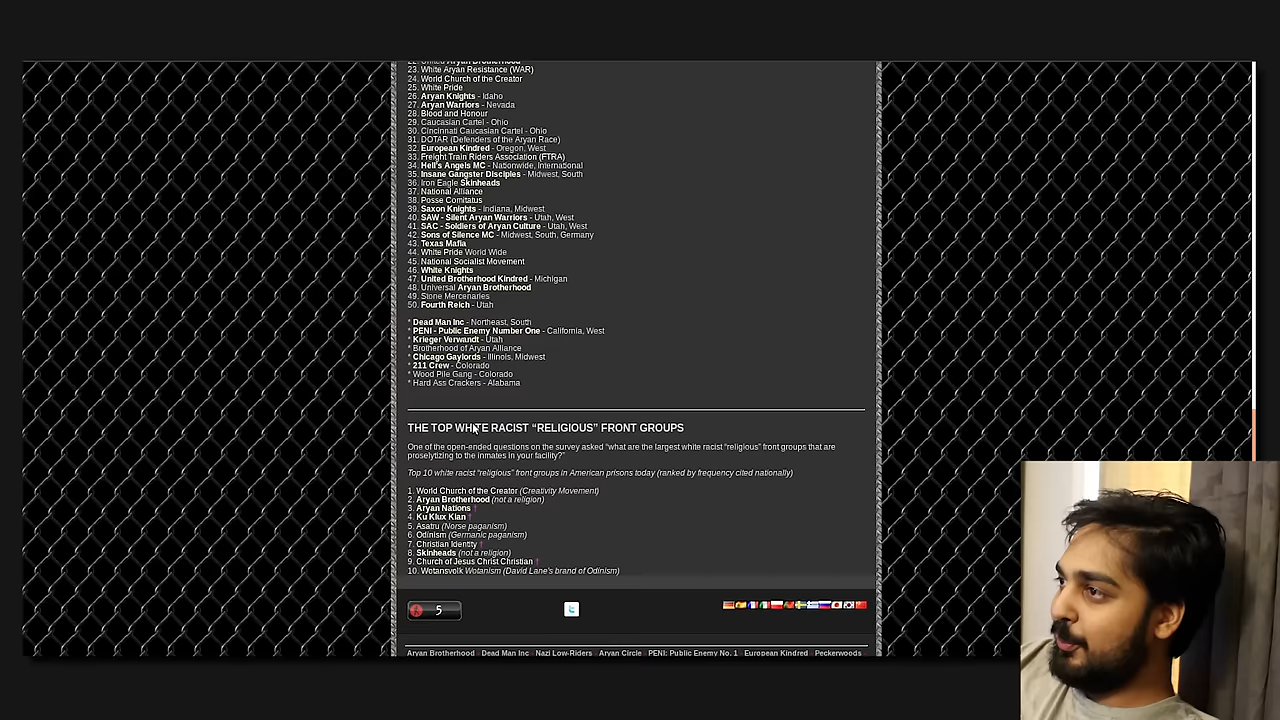 22. United Aryan Brotherhood
23. White Aryan Resistance (WAR)
24. World Church of the Creator
25. White Pride
26. Aryan Knights - Idaho
27. Aryan Warriors - Nevada
28. Blood and Honour
29. Caucasian Cartel - Ohio
30. Cincinnati Caucasian Cartel - Ohio
31. DOTAR (Defenders of the Aryan Race)
32. European Kindred - Oregon, West
33. Freight Train Riders Association (FTRA)
34. Hell's Angels MC - Nationwide, International
35. Insane Gangster Disciples - Midwest, South
36. Iron Eagle Skinheads
37. National Alliance
38. Posse Comitatus
39. Saxon Knights - Indiana, Midwest
40. SAW - Silent Aryan Warriors - Utah, West
41. SAC - Soldiers of Aryan Culture - Utah, West
42. Sons of Silence MC - Midwest, South, Germany
43. Texas Mafia
44. White Pride World Wide
45. National Socialist Movement
46. White Knights
47. United Brotherhood Kindred - Michigan
48. Universal Aryan Brotherhood
49. Stone Mercenaries
50. Fourth Reich - Utah
* Dead Man Inc - Northeast, South
* PENI - Public Enemy Number One - California, West
* Krieger Verwandt - Utah
* Brotherhood of Aryan Alliance
* Chicago Gaylords - Illinois, Midwest
* 211 Crew - Colorado
* Wood Pile Gang - Colorado
* Hard Ass Crackers - Alabama
THE TOP WHITE RACIST “RELIGIOUS” FRONT GROUPS
One of the open-ended questions on the survey asked “what are the largest white racist “religious” front groups that are
proselytizing to the inmates in your facility?”
Top 10 white racist “religious” front groups in American prisons today (ranked by frequency cited nationally)
1. World Church of the Creator (Creativity Movement)
2. Aryan Brotherhood (not a religion)
3. Aryan Nations †
4. Ku Klux Klan †
5. Asatru (Norse paganism)
6. Odinism (Germanic paganism)
7. Christian Identity †
8. Skinheads (not a religion)
9. Church of Jesus Christ Christian †
10. Wotansvolk Wotanism (David Lane's brand of Odinism)
5
Aryan Brotherhood Dead Man Inc Nazi Low-Riders Aryan Circle PENI: Public Enemy No. 1 European Kindred Peckerwoods